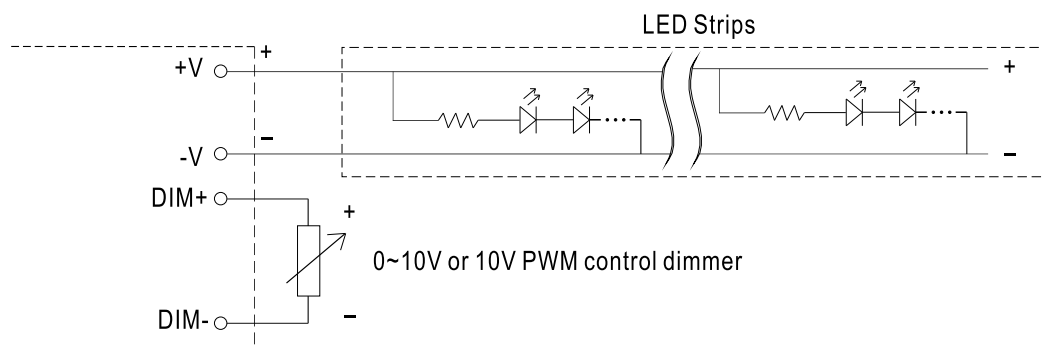 LED Strips
+
+V
+
−
-V
−
DIM+
+
0~10V or 10V PWM control dimmer
DIM-
−